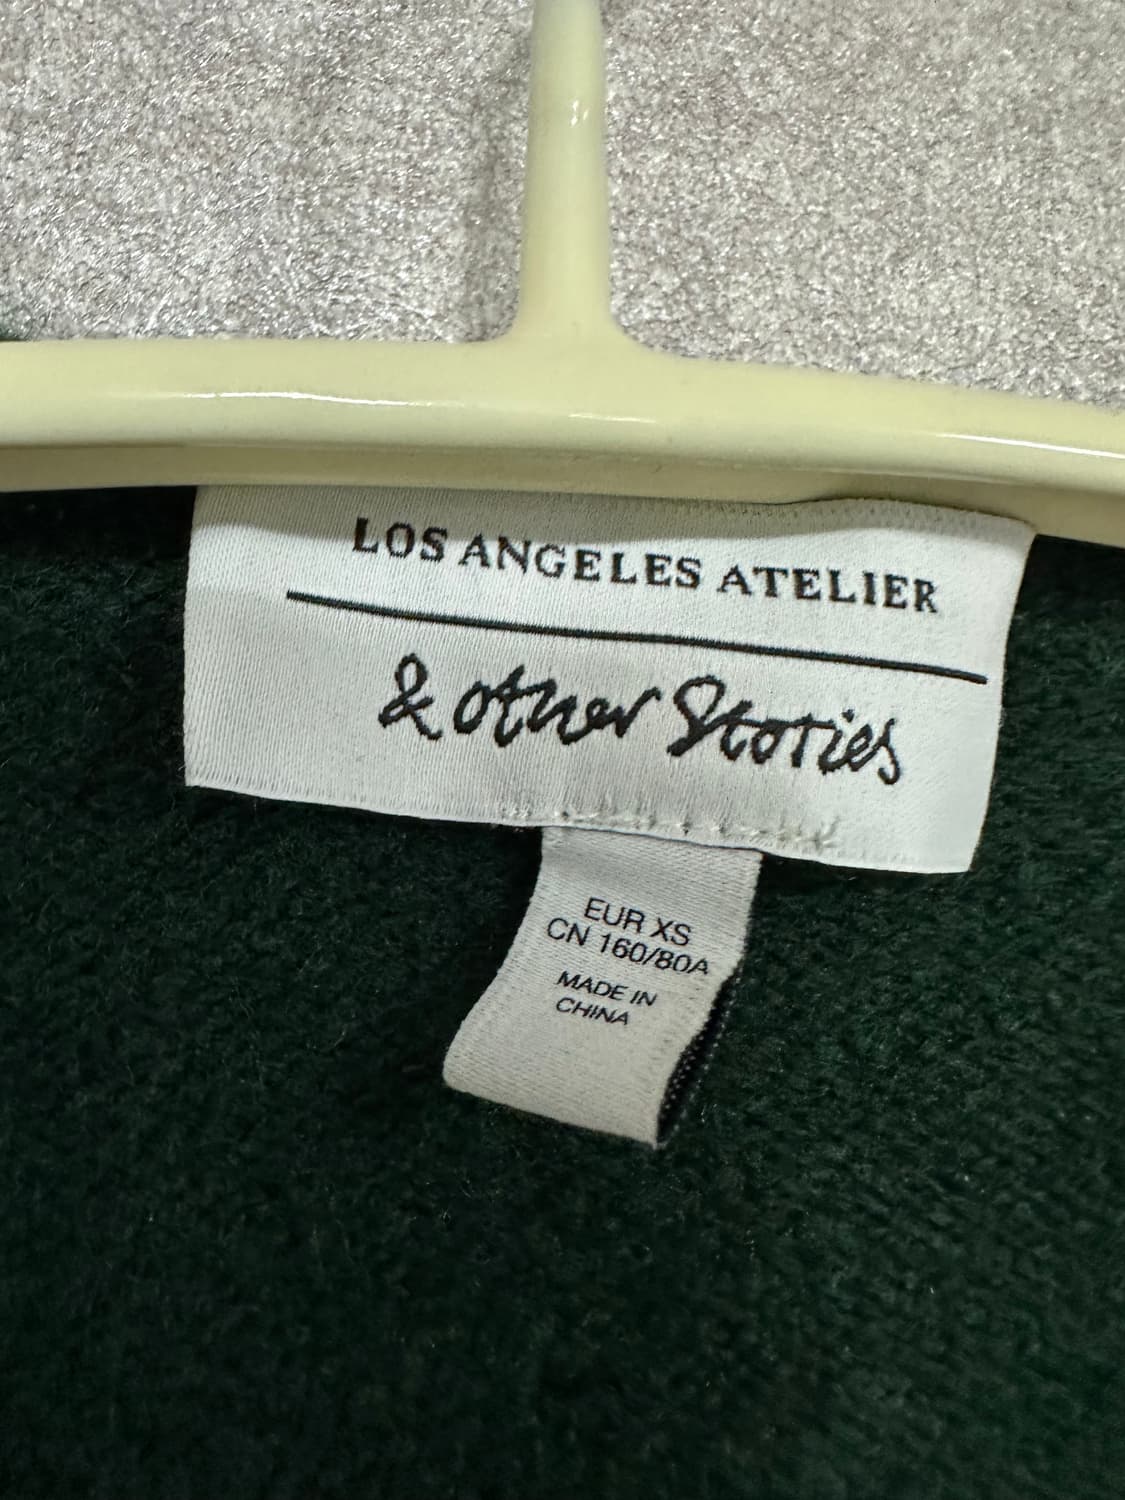 LOS ANGELES ATELIER
& other Stories
EUR XS
CN 160/80A
MADE IN
CHINA